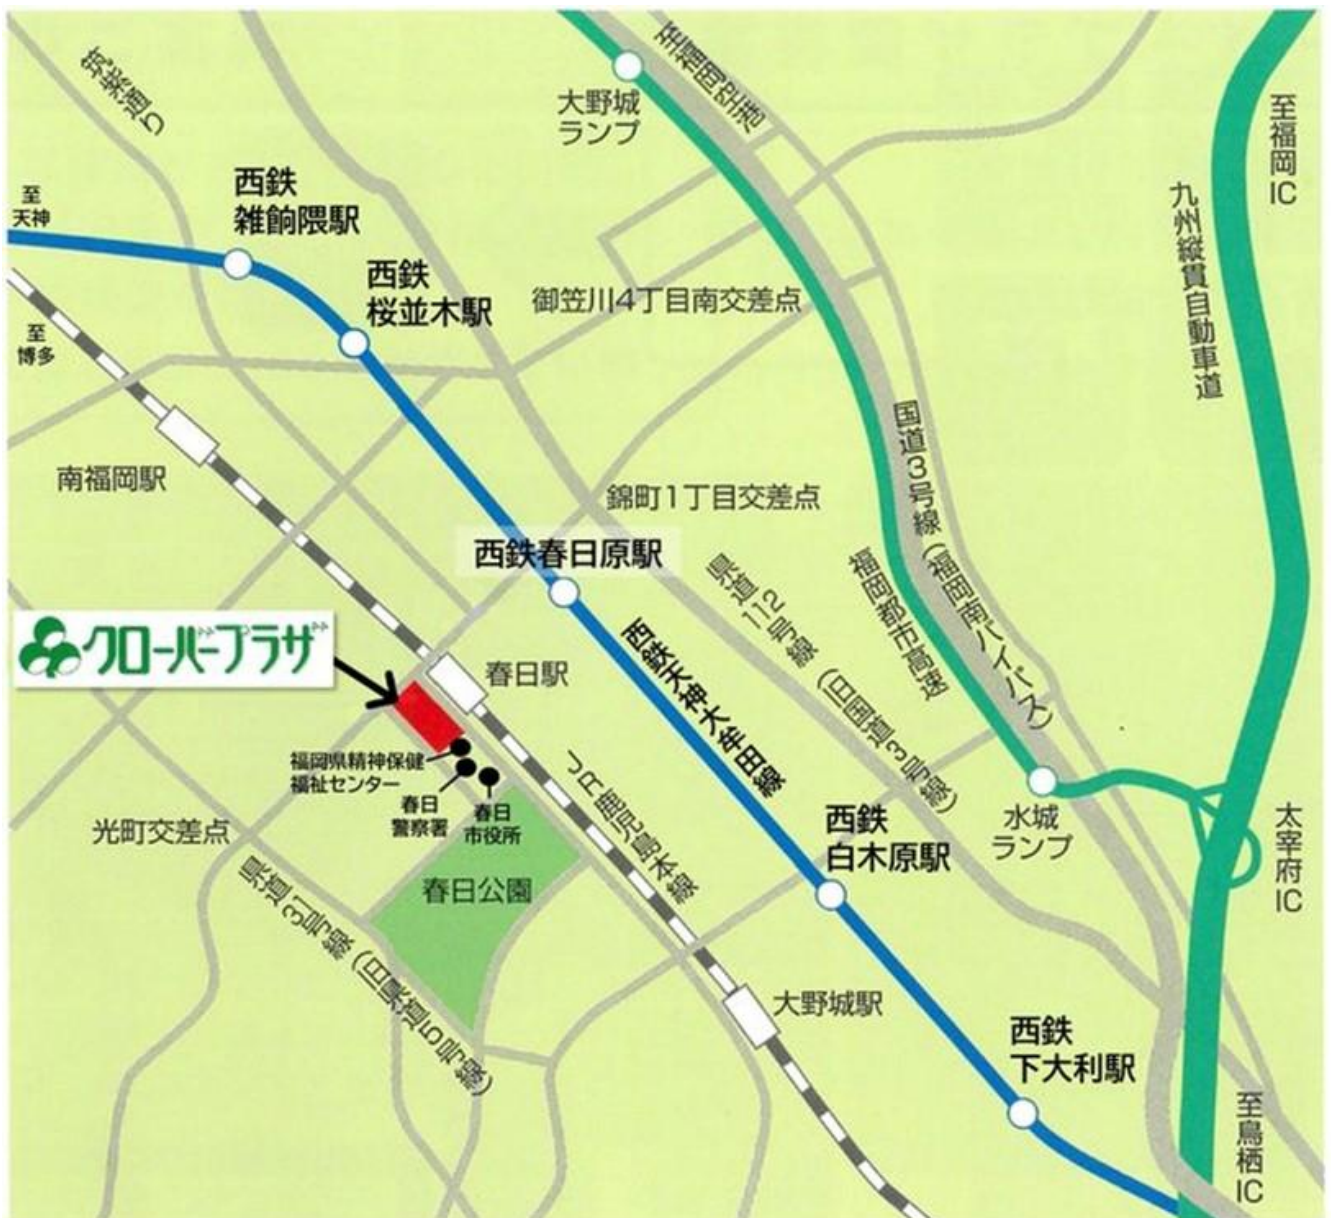 筑紫通り
至福岡空港
大野城
ランプ
至福岡IC
西鉄
雑餉隈駅
至
天神
九州縦貫自動車道
西鉄
桜並木駅
御笠川4丁目南交差点
至
博多
南福岡駅
国道3号線(福岡南バイパス)
錦町1丁目交差点
西鉄春日原駅
福岡都市高速
県道112号線(旧国道3号線)
クローバープラザ
西鉄天神大牟田線
春日駅
福岡県精神保健
福祉センター
JR鹿児島本線
春日
警察署
春日
市役所
光町交差点
西鉄
白木原駅
水城
ランプ
太宰府IC
県道31号線(旧県道5号線)
春日公園
大野城駅
西鉄
下大利駅
至鳥栖IC